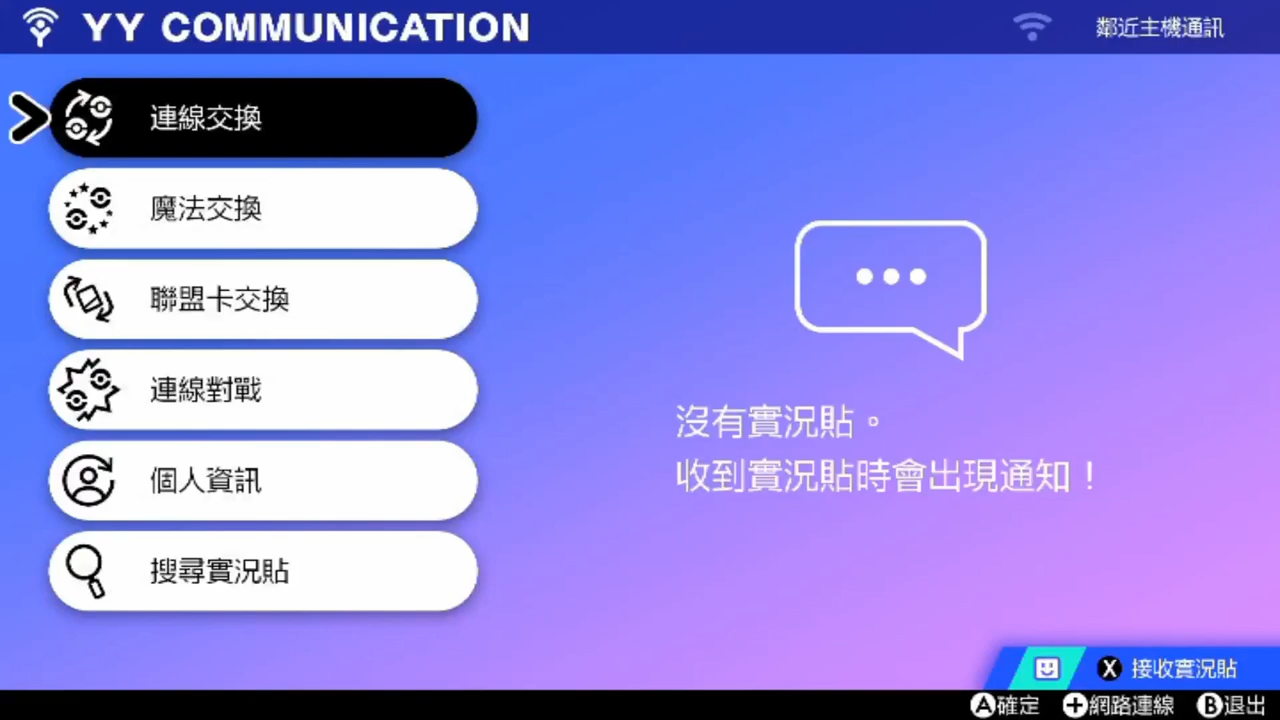 YY COMMUNICATION
鄰近主機通訊
連線交換
魔法交換
聯盟卡交換
連線對戰
個人資訊
搜尋實況貼
沒有實況貼。
收到實況貼時會出現通知！
X 接收實況貼
A確定 +網路連線 B退出